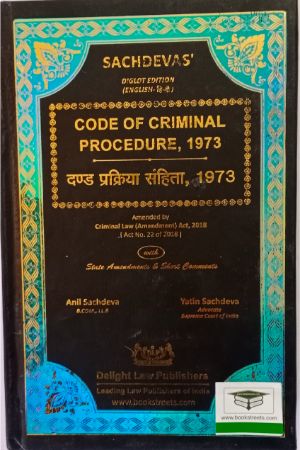 SACHDEVAS'
DIGLOT EDITION
(ENGLISH-हिन्दी)
CODE OF CRIMINAL
PROCEDURE, 1973
दण्ड प्रक्रिया संहिता, 1973
Amended by
Criminal Law (Amendment) Act, 2018
[ Act No. 22 of 2018 ]
with
State Amendments & Short Comments
Anil Sachdeva
B.COM., LL.B
Yatin Sachdeva
Advocate
Supreme Court of India
Delight Law Publishers
Leading Law Publishers of India
www.bookstreets.com
www.bookstreets.com